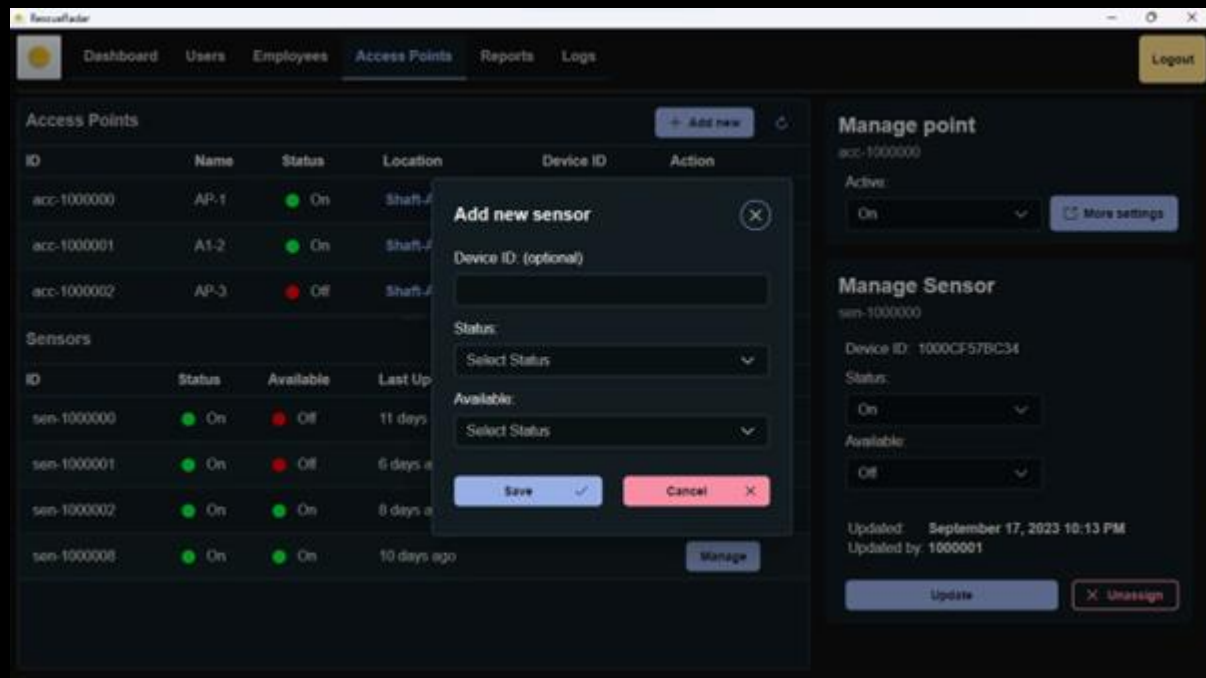 RescueRadar
Dashboard Users Employees Access Points Reports Logs Logout
Access Points + Add new
ID Name Status Location Device ID Action
acc-1000000 AP-1 On Shaft-A
acc-1000001 A1-2 On Shaft-A
acc-1000002 AP-3 Off Shaft-A
Sensors
ID Status Available Last Up
sen-1000000 On Off 11 days
sen-1000001 On Off 6 days a
sen-1000002 On On 8 days a
sen-1000008 On On 10 days ago Manage
Add new sensor
Device ID: (optional)
Status:
Select Status
Available:
Select Status
Save Cancel
Manage point
acc-1000000
Active:
On More settings
Manage Sensor
sen-1000000
Device ID: 1000CF57BC34
Status:
On
Available:
Off
Updated: September 17, 2023 10:13 PM
Updated by: 1000001
Update Unassign